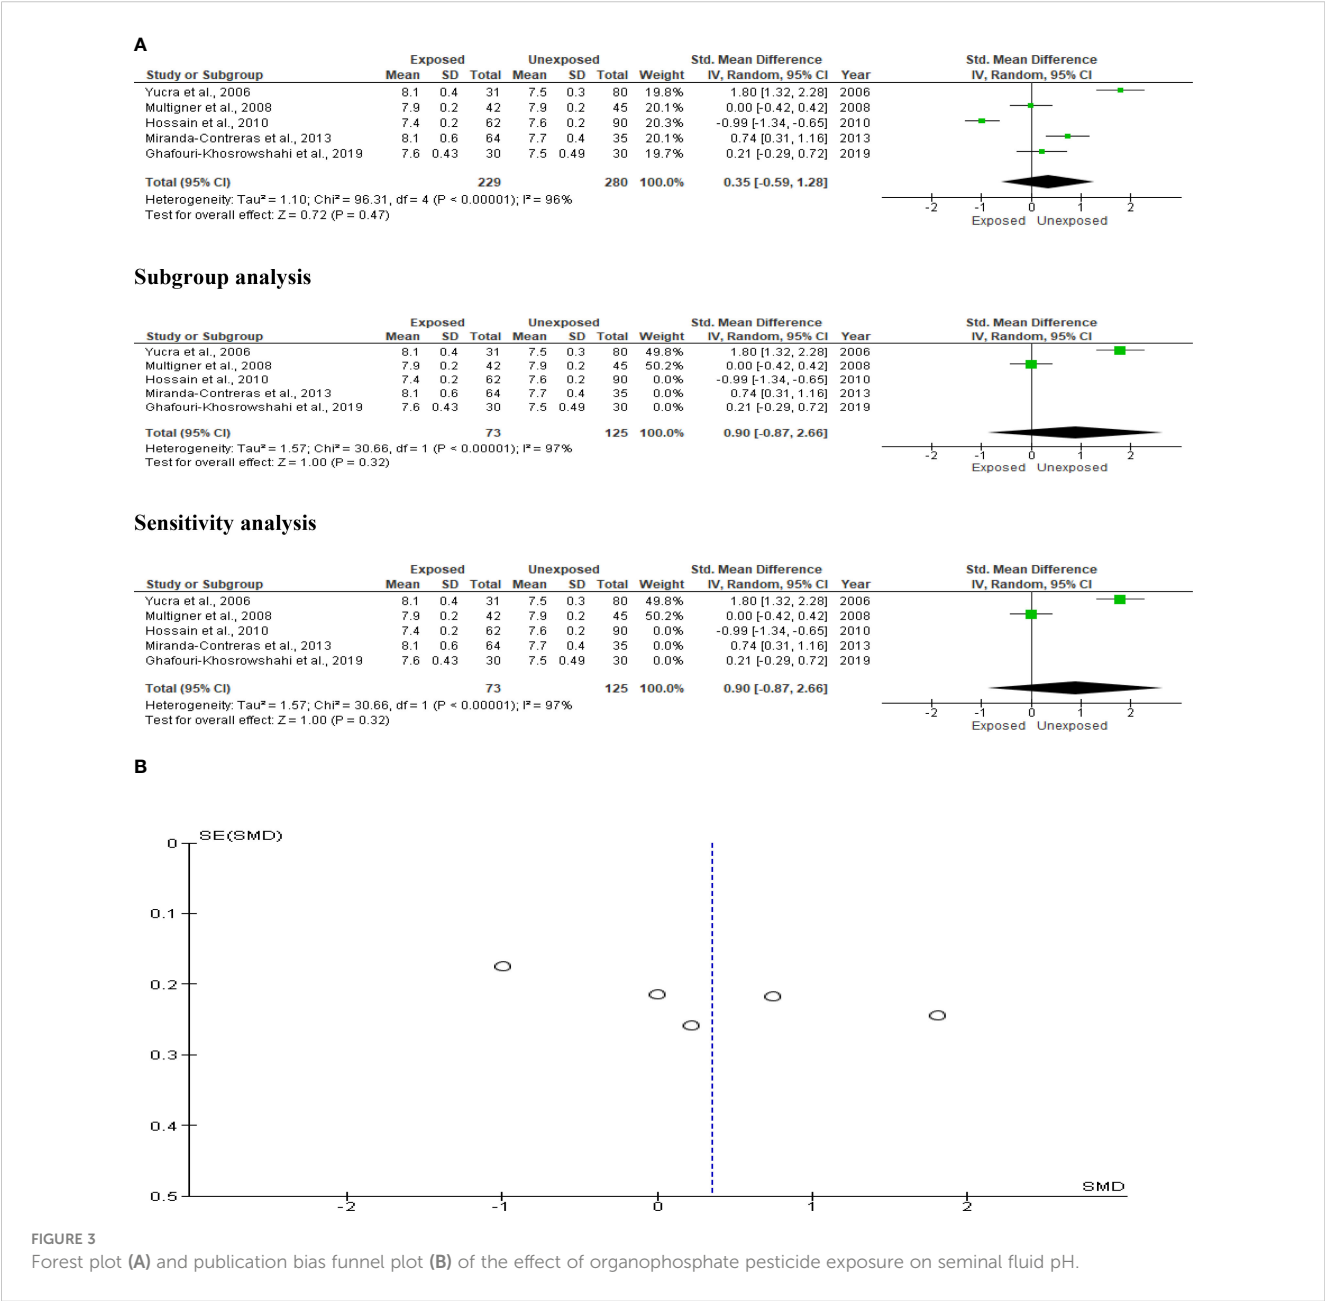 A
Exposed Unexposed Std. Mean Difference Std. Mean Difference
Study or Subgroup Mean SD Total Mean SD Total Weight IV, Random, 95% CI Year IV, Random, 95% CI
Yucra et al., 2006 8.1 0.4 31 7.5 0.3 80 19.8% 1.80 [1.32, 2.28] 2006
Multigner et al., 2008 7.9 0.2 42 7.9 0.2 45 20.1% 0.00 [-0.42, 0.42] 2008
Hossain et al., 2010 7.4 0.2 62 7.6 0.2 90 20.3% -0.99 [-1.34, -0.65] 2010
Miranda-Contreras et al., 2013 8.1 0.6 64 7.7 0.4 35 20.1% 0.74 [0.31, 1.16] 2013
Ghafouri-Khosrowshahi et al., 2019 7.6 0.43 30 7.5 0.49 30 19.7% 0.21 [-0.29, 0.72] 2019
Total (95% CI) 229 280 100.0% 0.35 [-0.59, 1.28]
Heterogeneity: Tau² = 1.10; Chi² = 96.31, df = 4 (P < 0.00001); I² = 96%
Test for overall effect: Z = 0.72 (P = 0.47)
-2 -1 0 1 2
Exposed Unexposed
Subgroup analysis
Exposed Unexposed Std. Mean Difference Std. Mean Difference
Study or Subgroup Mean SD Total Mean SD Total Weight IV, Random, 95% CI Year IV, Random, 95% CI
Yucra et al., 2006 8.1 0.4 31 7.5 0.3 80 49.8% 1.80 [1.32, 2.28] 2006
Multigner et al., 2008 7.9 0.2 42 7.9 0.2 45 50.2% 0.00 [-0.42, 0.42] 2008
Hossain et al., 2010 7.4 0.2 62 7.6 0.2 90 0.0% -0.99 [-1.34, -0.65] 2010
Miranda-Contreras et al., 2013 8.1 0.6 64 7.7 0.4 35 0.0% 0.74 [0.31, 1.16] 2013
Ghafouri-Khosrowshahi et al., 2019 7.6 0.43 30 7.5 0.49 30 0.0% 0.21 [-0.29, 0.72] 2019
Total (95% CI) 73 125 100.0% 0.90 [-0.87, 2.66]
Heterogeneity: Tau² = 1.57; Chi² = 30.66, df = 1 (P < 0.00001); I² = 97%
Test for overall effect: Z = 1.00 (P = 0.32)
-2 -1 0 1 2
Exposed Unexposed
Sensitivity analysis
Exposed Unexposed Std. Mean Difference Std. Mean Difference
Study or Subgroup Mean SD Total Mean SD Total Weight IV, Random, 95% CI Year IV, Random, 95% CI
Yucra et al., 2006 8.1 0.4 31 7.5 0.3 80 49.8% 1.80 [1.32, 2.28] 2006
Multigner et al., 2008 7.9 0.2 42 7.9 0.2 45 50.2% 0.00 [-0.42, 0.42] 2008
Hossain et al., 2010 7.4 0.2 62 7.6 0.2 90 0.0% -0.99 [-1.34, -0.65] 2010
Miranda-Contreras et al., 2013 8.1 0.6 64 7.7 0.4 35 0.0% 0.74 [0.31, 1.16] 2013
Ghafouri-Khosrowshahi et al., 2019 7.6 0.43 30 7.5 0.49 30 0.0% 0.21 [-0.29, 0.72] 2019
Total (95% CI) 73 125 100.0% 0.90 [-0.87, 2.66]
Heterogeneity: Tau² = 1.57; Chi² = 30.66, df = 1 (P < 0.00001); I² = 97%
Test for overall effect: Z = 1.00 (P = 0.32)
-2 -1 0 1 2
Exposed Unexposed
B
SE(SMD)
0
0.1
0.2
0.3
0.4
0.5
SMD
-2 -1 0 1 2
FIGURE 3
Forest plot (A) and publication bias funnel plot (B) of the effect of organophosphate pesticide exposure on seminal fluid pH.